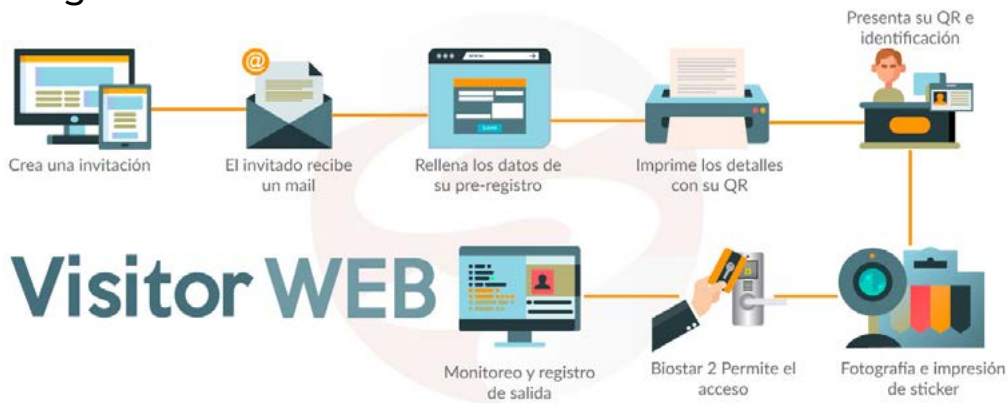 Presenta su QR e
identificación
Crea una invitación
El invitado recibe
un mail
Rellena los datos de
su pre-registro
Imprime los detalles
con su QR
Visitor WEB
Monitoreo y registro
de salida
Biostar 2 Permite el
acceso
Fotografía e impresión
de sticker